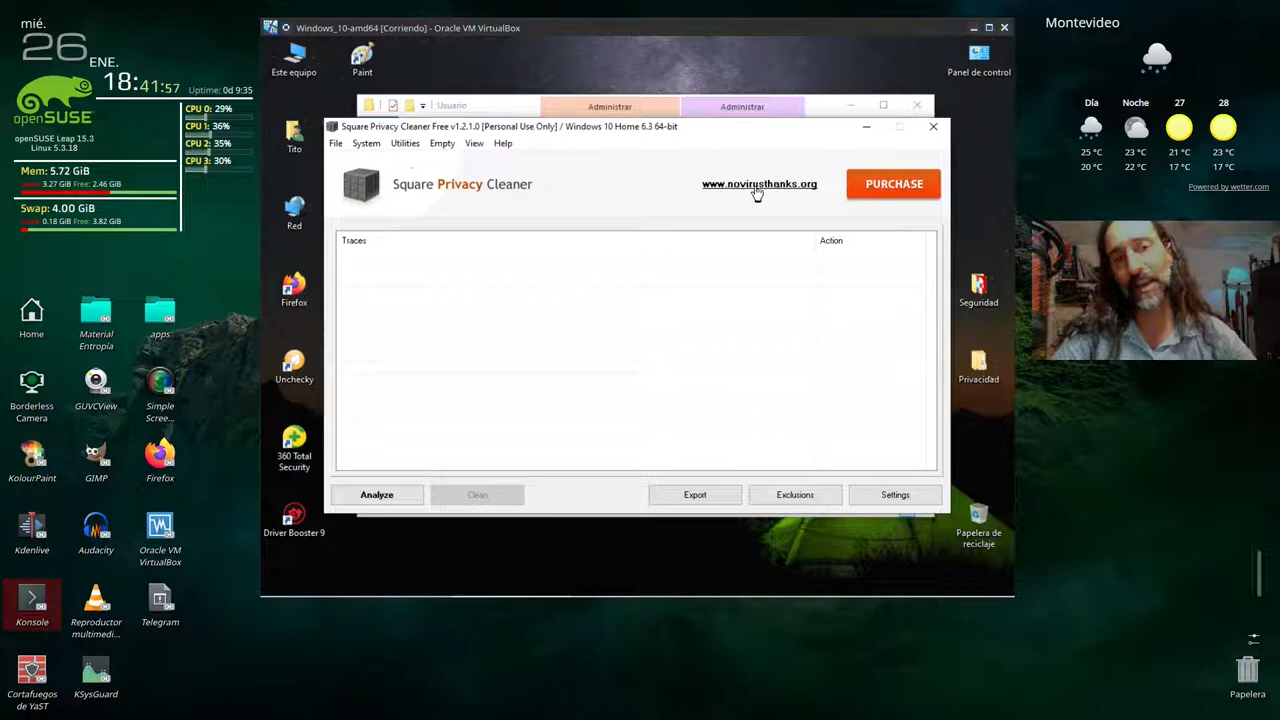 mié.
26
ENE.
18:41:57
Uptime: 0d 9:35
openSUSE
openSUSE Leap 15.3
Linux 5.3.18
CPU 0: 29%
CPU 1: 36%
CPU 2: 35%
CPU 3: 30%
Mem: 5.72 GiB
Used: 3.27 GiB Free: 2.46 GiB
Swap: 4.00 GiB
Used: 0.18 GiB Free: 3.82 GiB
Home
Material
Entropía
apps
Borderless
Camera
GUVCView
Simple
Scree...
KolourPaint
GIMP
Firefox
Kdenlive
Audacity
Oracle VM
VirtualBox
Konsole
Reproductor
multimedi...
Telegram
Cortafuegos
de YaST
KSysGuard
Windows_10-amd64 [Corriendo] - Oracle VM VirtualBox
Este equipo
Paint
Panel de control
Tito
Red
Firefox
Unchecky
360 Total
Security
Driver Booster 9
Usuario
Administrar
Administrar
Square Privacy Cleaner Free v1.2.1.0 [Personal Use Only] / Windows 10 Home 6.3 64-bit
File
System
Utilities
Empty
View
Help
Square Privacy Cleaner
www.novirusthanks.org
PURCHASE
Traces
Action
Analyze
Clean
Export
Exclusions
Settings
Seguridad
Privacidad
Papelera de
reciclaje
Montevideo
Día
Noche
27
28
25 °C
23 °C
21 °C
23 °C
20 °C
22 °C
17 °C
17 °C
Powered by wetter.com
Papelera